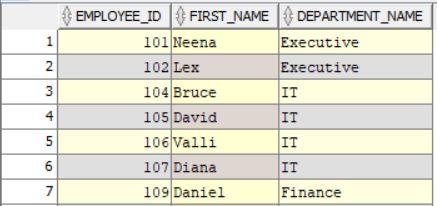 EMPLOYEE_ID FIRST_NAME DEPARTMENT_NAME
1 101 Neena Executive
2 102 Lex Executive
3 104 Bruce IT
4 105 David IT
5 106 Valli IT
6 107 Diana IT
7 109 Daniel Finance